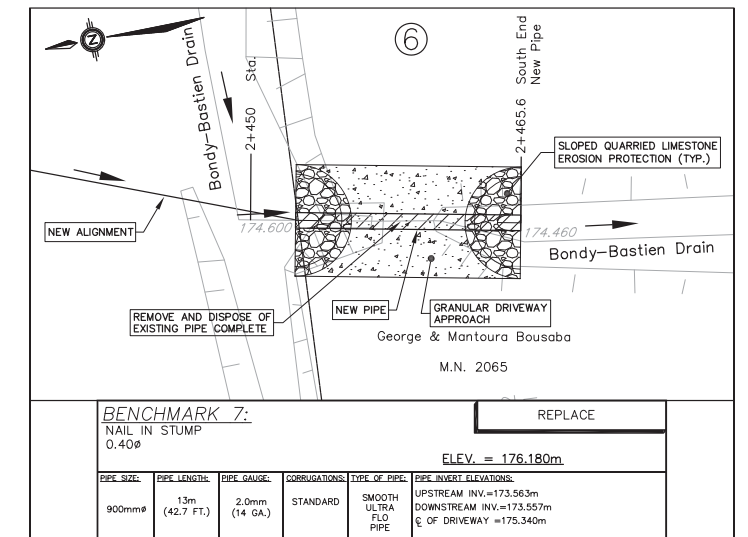 N
6
Bondy-Bastien Drain
2+450 Sta.
2+465.6 South End
New Pipe
SLOPED QUARRIED LIMESTONE
EROSION PROTECTION (TYP.)
NEW ALIGNMENT
174.600
174.460
Bondy-Bastien Drain
REMOVE AND DISPOSE OF
EXISTING PIPE COMPLETE
NEW PIPE
GRANULAR DRIVEWAY
APPROACH
George & Mantoura Bousaba
M.N. 2065
BENCHMARK 7:
NAIL IN STUMP
0.40ø
REPLACE
ELEV. = 176.180m
PIPE SIZE:
900mmø
PIPE LENGTH:
13m
(42.7 FT.)
PIPE GAUGE:
2.0mm
(14 GA.)
CORRUGATIONS:
STANDARD
TYPE OF PIPE:
SMOOTH
ULTRA
FLO
PIPE
PIPE INVERT ELEVATIONS:
UPSTREAM INV.=173.563m
DOWNSTREAM INV.=173.557m
℄ OF DRIVEWAY =175.340m